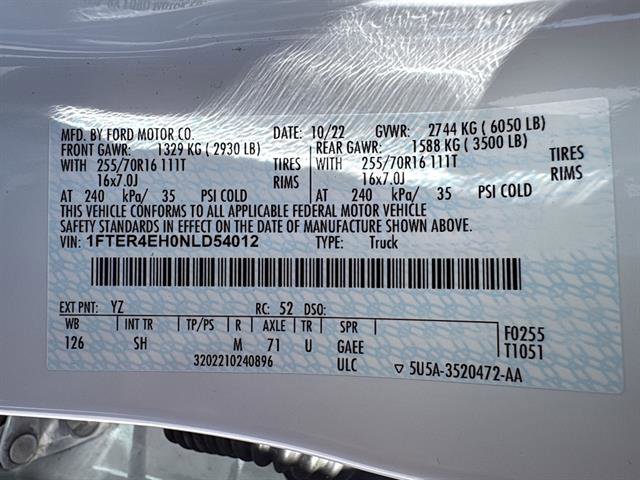 MFD. BY FORD MOTOR CO. DATE: 10/22 GVWR: 2744 KG ( 6050 LB)
FRONT GAWR: 1329 KG ( 2930 LB) REAR GAWR: 1588 KG ( 3500 LB)
WITH 255/70R16 111T TIRES WITH 255/70R16 111T TIRES
16x7.0J RIMS 16x7.0J RIMS
AT 240 kPa/ 35 PSI COLD AT 240 kPa/ 35 PSI COLD
THIS VEHICLE CONFORMS TO ALL APPLICABLE FEDERAL MOTOR VEHICLE
SAFETY STANDARDS IN EFFECT ON THE DATE OF MANUFACTURE SHOWN ABOVE.
VIN: 1FTER4EH0NLD54012 TYPE: Truck
EXT PNT: YZ RC: 52 DSO:
WB INT TR TP/PS R AXLE TR SPR F0255
126 SH M 71 U GAEE T1051
3202210240896 ULC ▽ 5U5A-3520472-AA